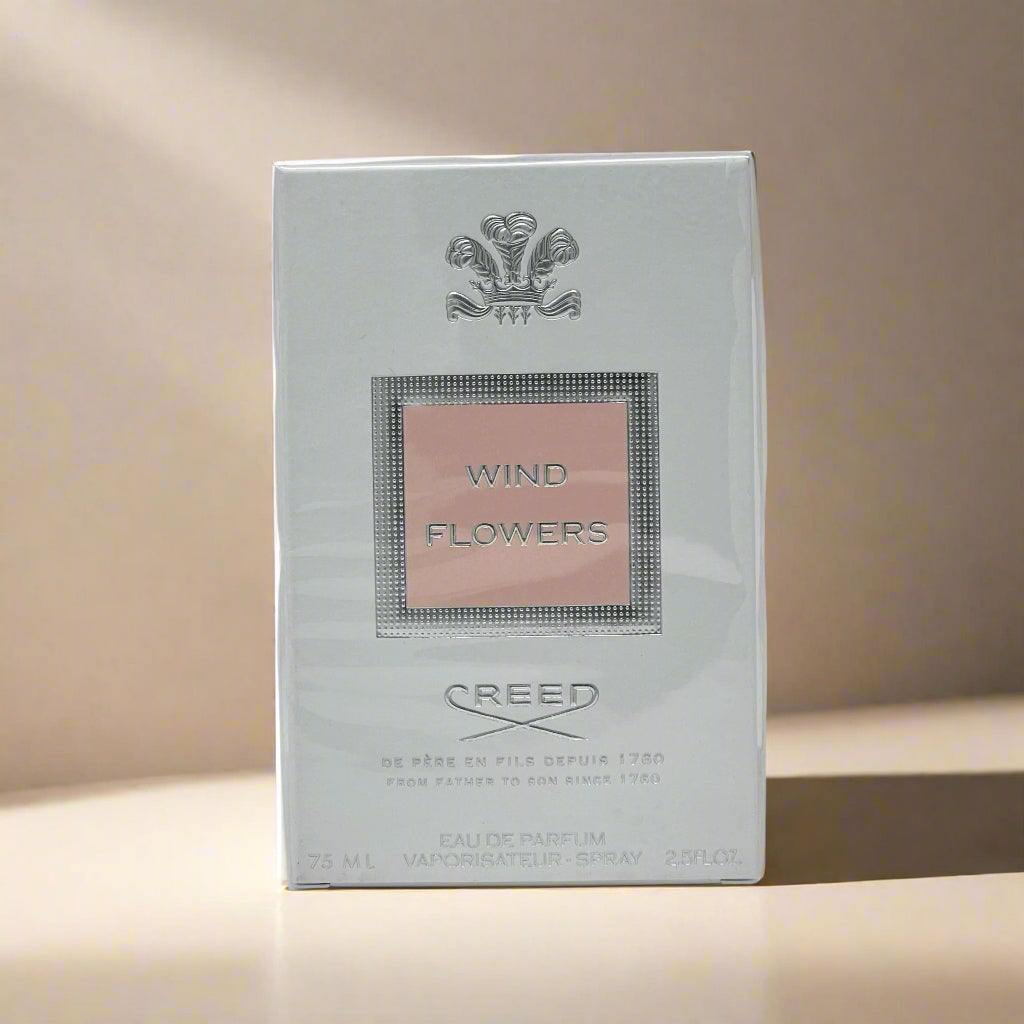 WIND
FLOWERS
CREED
DE PÈRE EN FILS DEPUIS 1760
FROM FATHER TO SON SINCE 1760
EAU DE PARFUM
75 ML VAPORISATEUR - SPRAY 2.5FL.OZ.